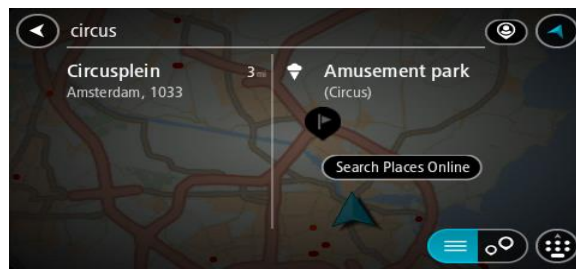 circus
Circusplein
3 mi
Amsterdam, 1033
Amusement park
(Circus)
Search Places Online